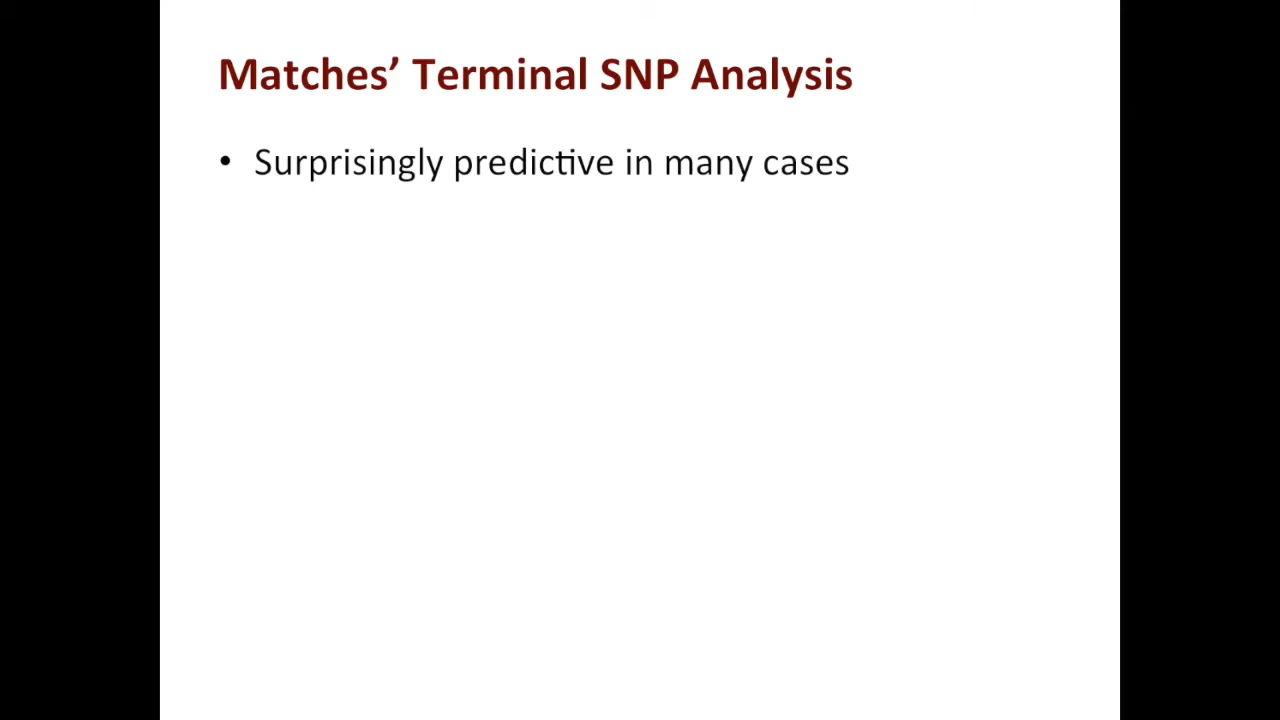 Matches’ Terminal SNP Analysis
• Surprisingly predictive in many cases